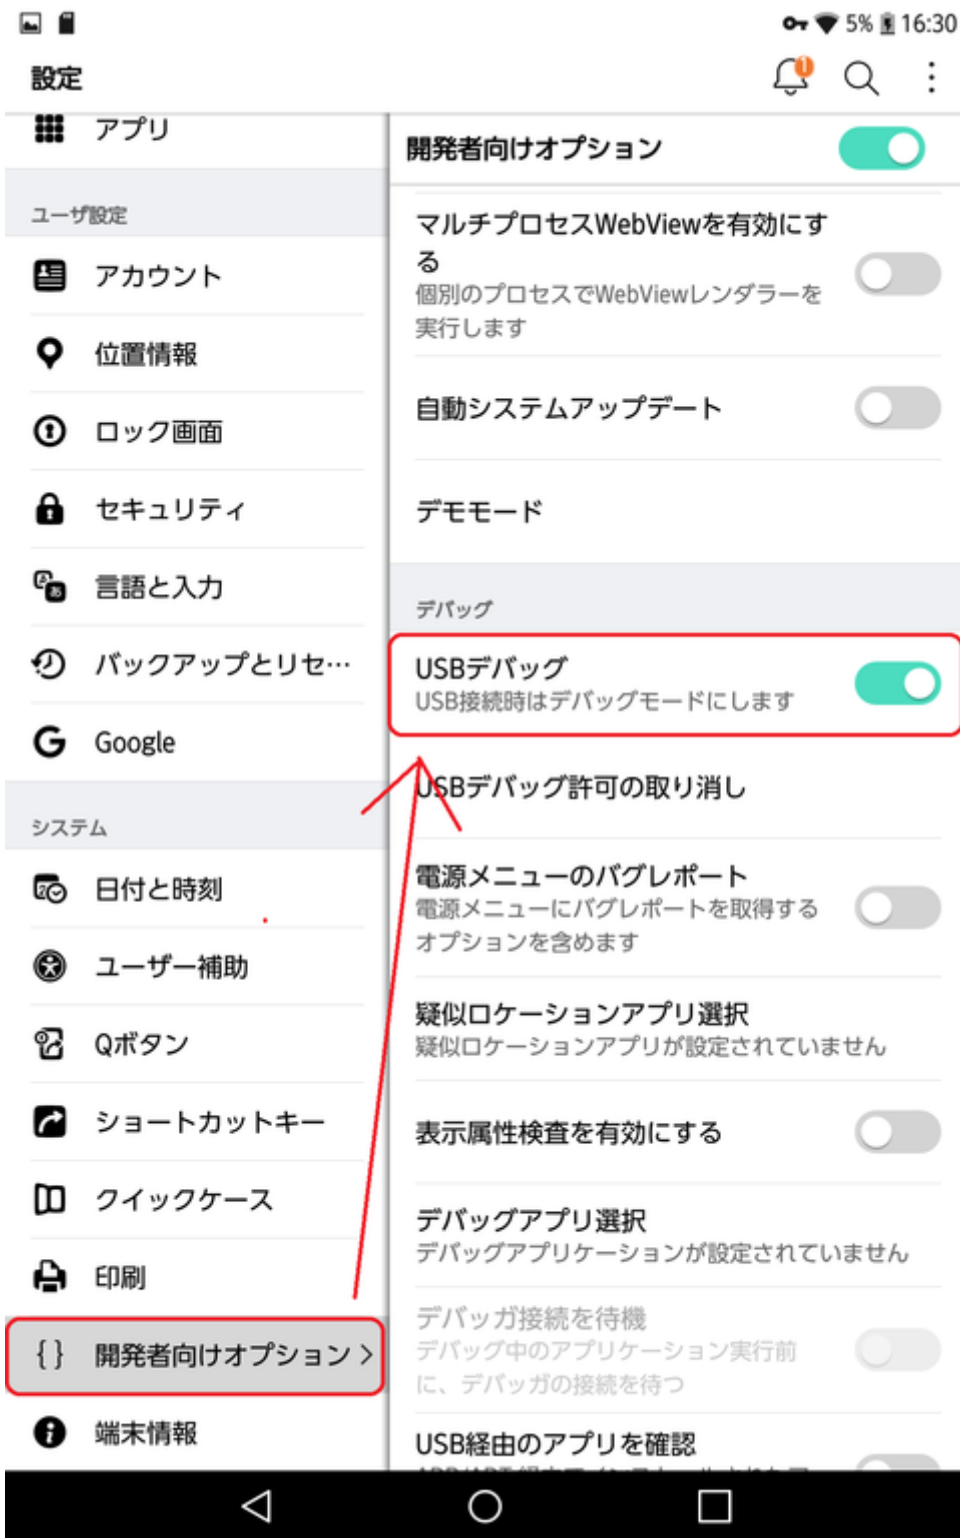 5% 16:30
設定
1
アプリ
ユーザ設定
アカウント
位置情報
ロック画面
セキュリティ
言語と入力
バックアップとリセ…
Google
システム
日付と時刻
ユーザー補助
Qボタン
ショートカットキー
クイックケース
印刷
{ } 開発者向けオプション >
端末情報
開発者向けオプション
マルチプロセスWebViewを有効にす
る
個別のプロセスでWebViewレンダラーを
実行します
自動システムアップデート
デモモード
デバッグ
USBデバッグ
USB接続時はデバッグモードにします
USBデバッグ許可の取り消し
電源メニューのバグレポート
電源メニューにバグレポートを取得する
オプションを含めます
疑似ロケーションアプリ選択
疑似ロケーションアプリが設定されていません
表示属性検査を有効にする
デバッグアプリ選択
デバッグアプリケーションが設定されていません
デバッガ接続を待機
デバッグ中のアプリケーション実行前
に、デバッガの接続を待つ
USB経由のアプリを確認